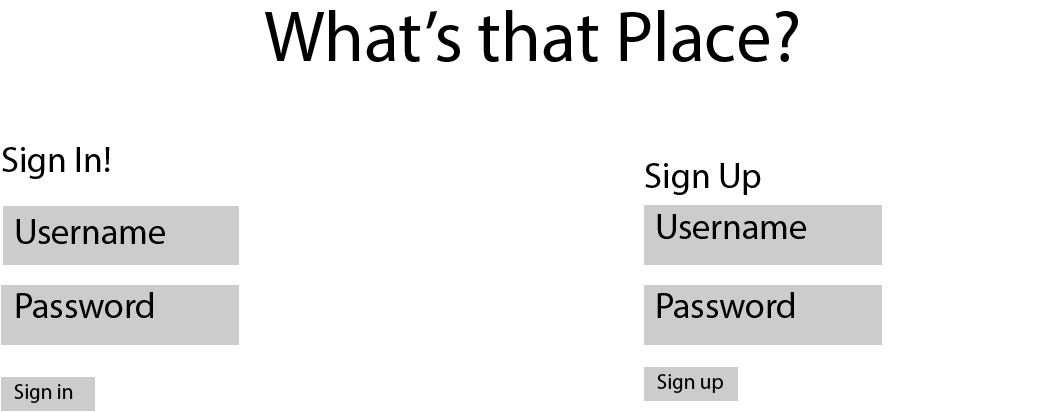 What’s that Place?
Sign In!
Username
Password
Sign in
Sign Up
Username
Password
Sign up